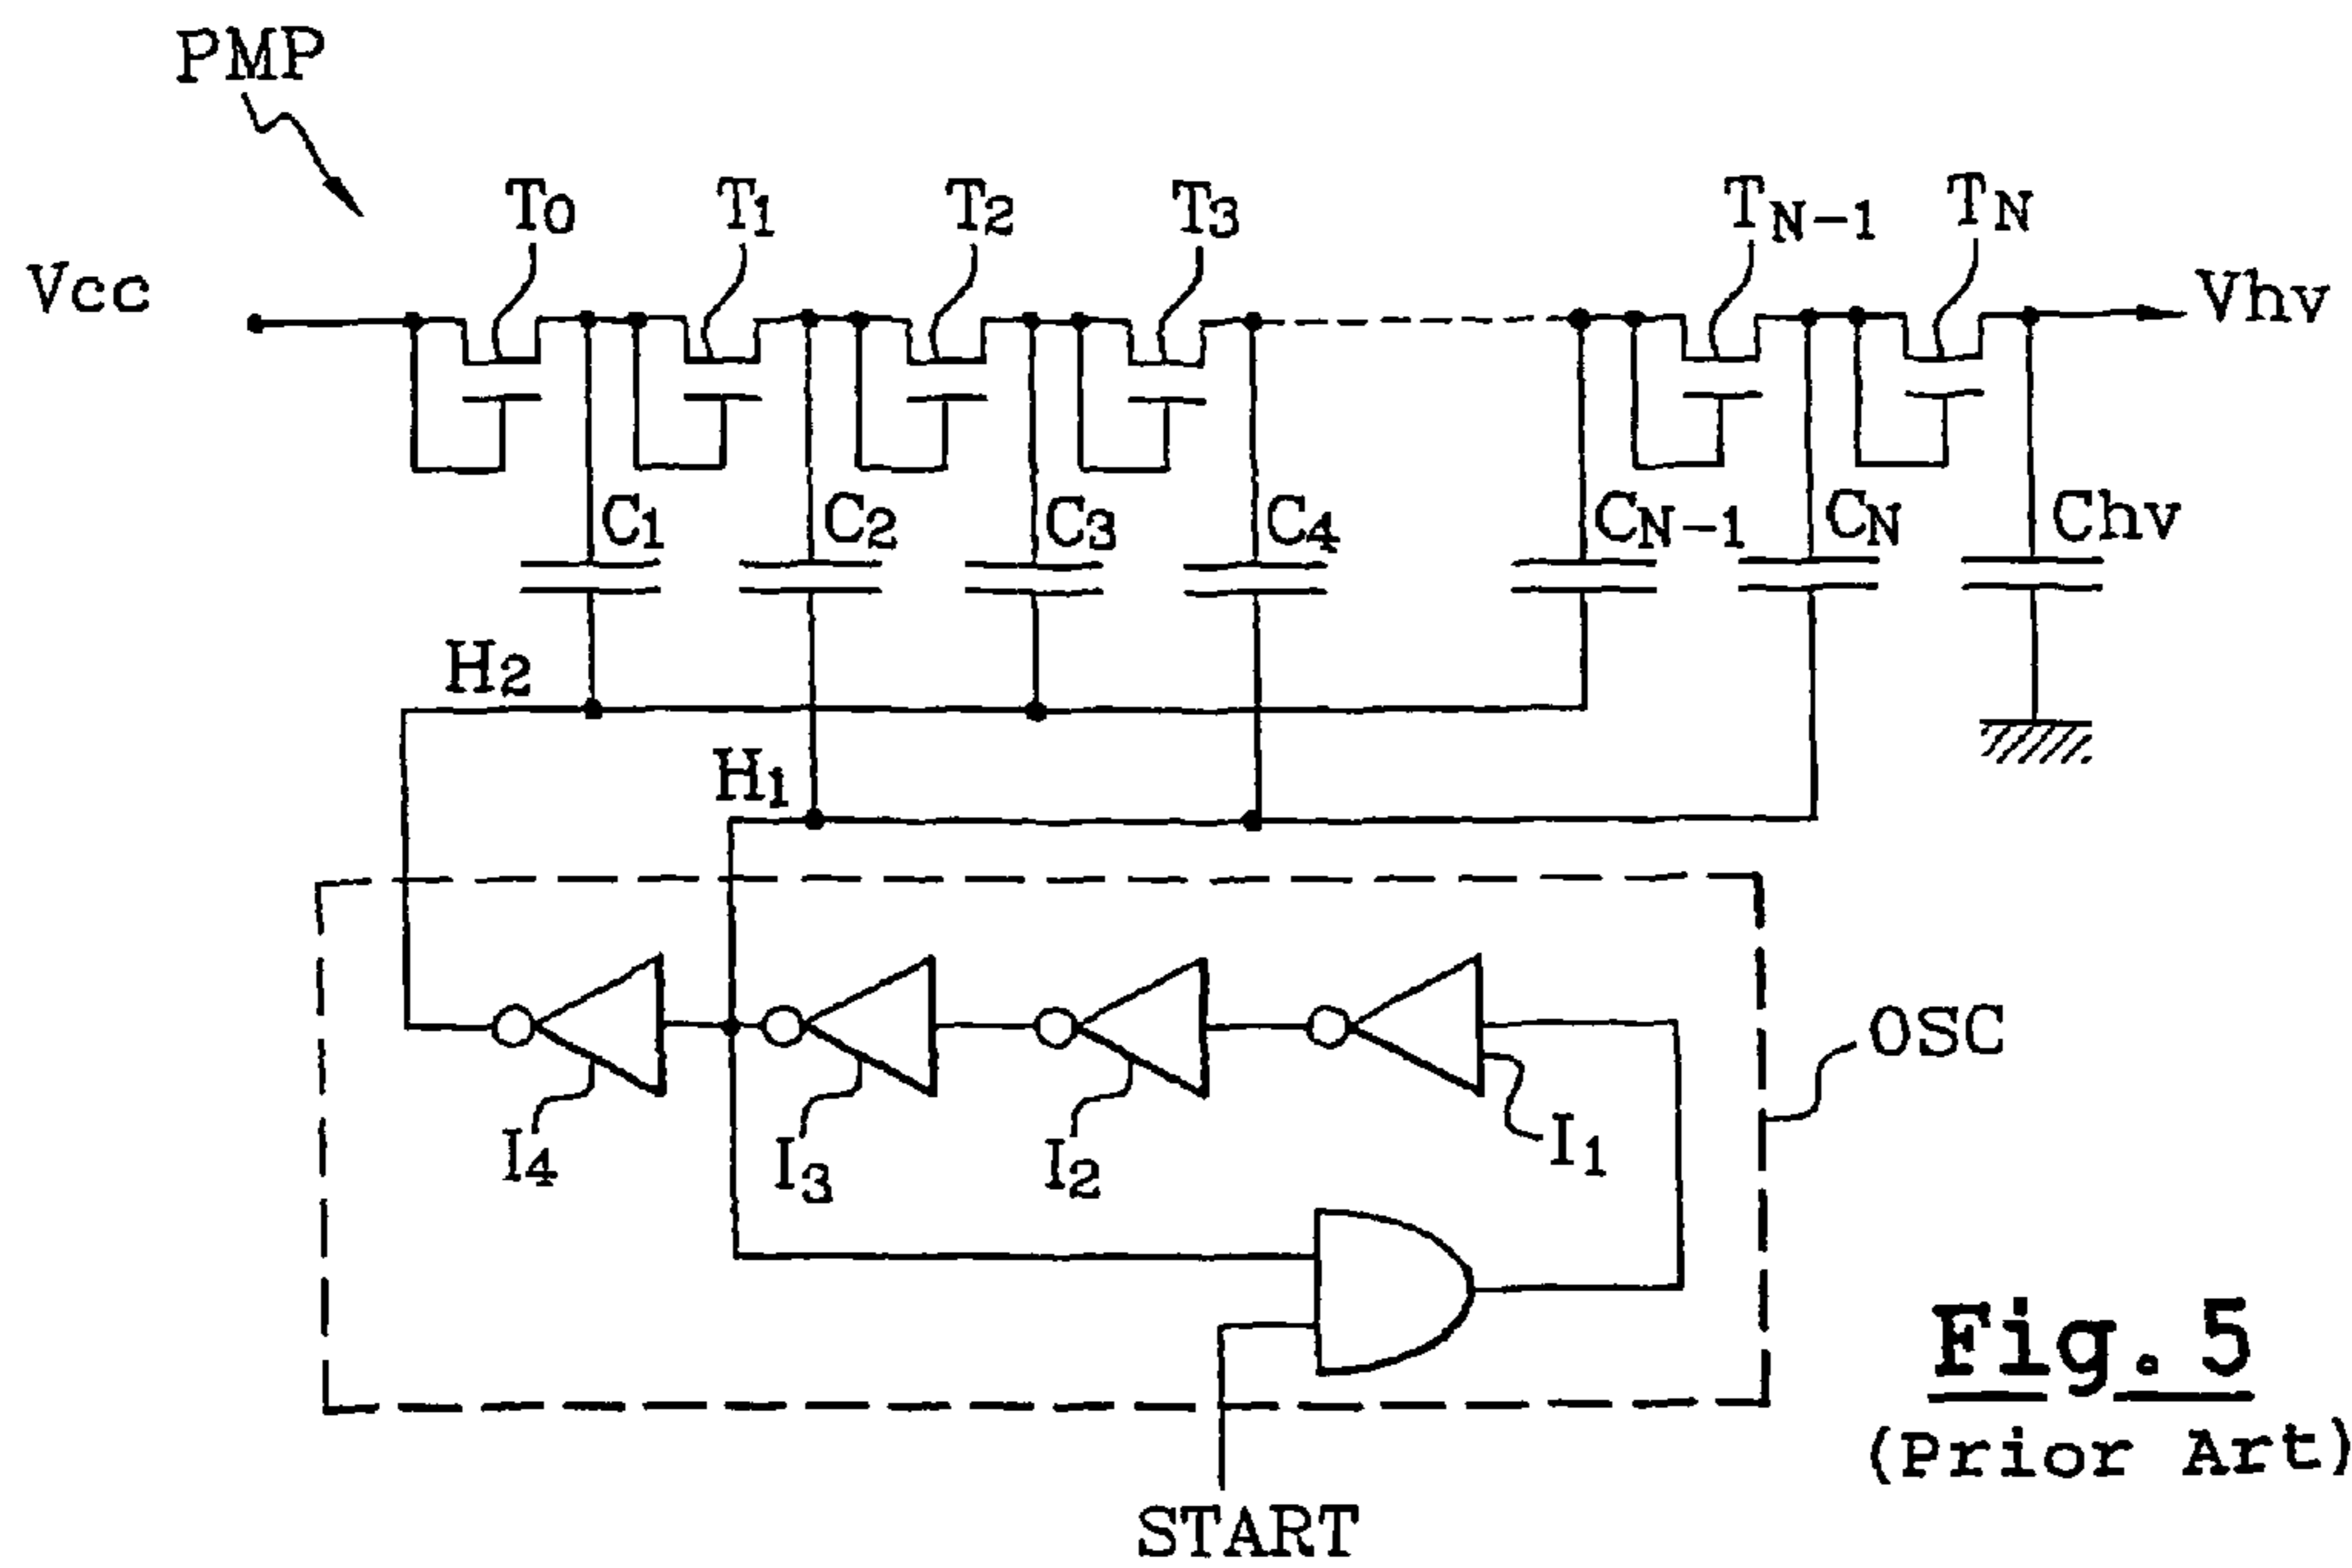 PMP
T0 T1 T2 T3 TN-1 TN
Vcc
Vhv
C1 C2 C3 C4 CN-1 CN Chv
H2
H1
OSC
I4 I3 I2 I1
Fig. 5
(Prior Art)
START